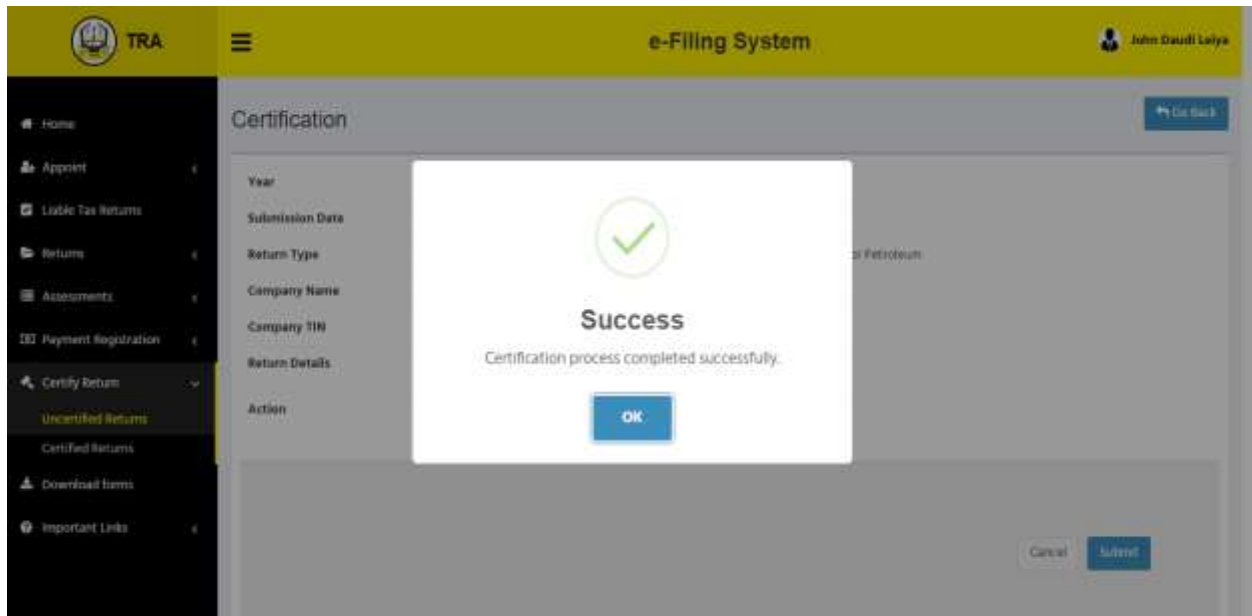 TRA
e-Filing System
John Daudi Laiya
Home
Appoint
Liable Tax Returns
Returns
Assessments
Payment Registration
Certify Return
Uncertified Returns
Certified Returns
Download forms
Important Links
Certification
Go Back
Year
Submission Date
Return Type
or Petroleum
Company Name
Company TIN
Return Details
Action
Success
Certification process completed successfully.
OK
Cancel
Submit